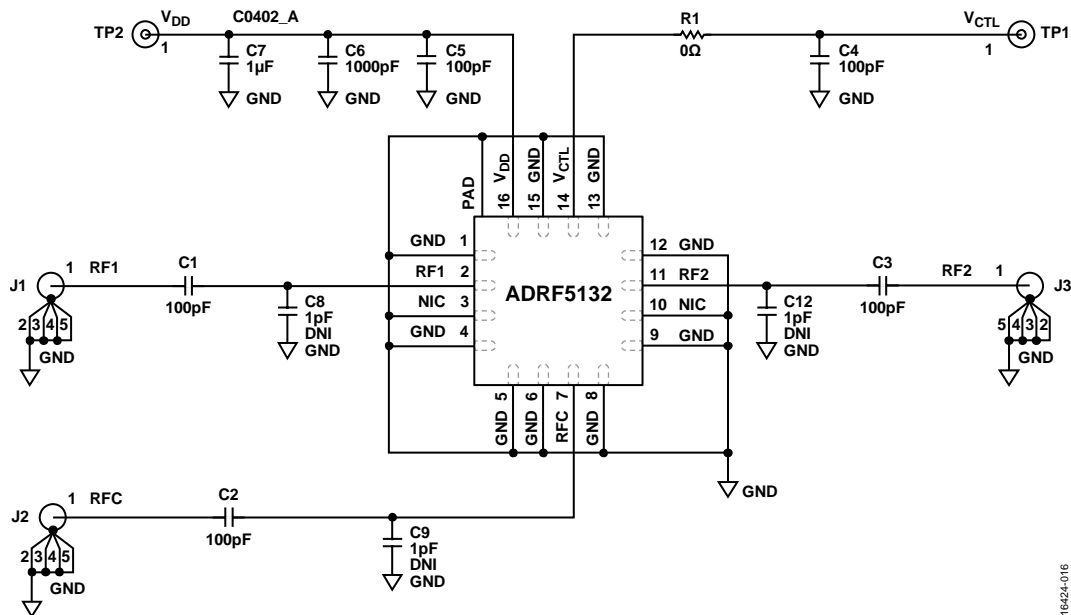 TP2
VDD
1
C0402_A
C7
1µF
GND
C6
1000pF
GND
C5
100pF
GND
R1
0Ω
VCTL
1
TP1
C4
100pF
GND
PAD
16 VDD
15 GND
14 VCTL
13 GND
GND 1
RF1 2
NIC 3
GND 4
ADRF5132
12 GND
11 RF2
10 NIC
9 GND
GND 5
GND 6
RFC 7
GND 8
GND
J1
1 RF1
2 3 4 5
GND
C1
100pF
C8
1pF
DNI
GND
C12
1pF
DNI
GND
C3
100pF
RF2 1
J3
5 4 3 2
GND
J2
1 RFC
2 3 4 5
GND
C2
100pF
C9
1pF
DNI
GND
16424-016